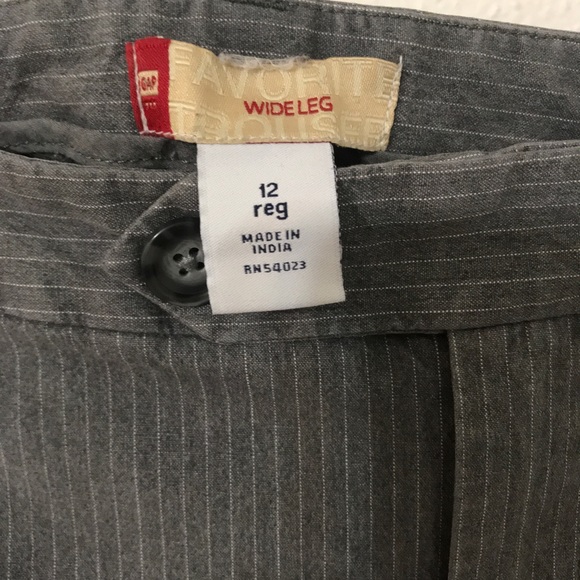 GAP
FAVORITE
WIDE LEG
TROUSER
12
reg
MADE IN
INDIA
RN54023